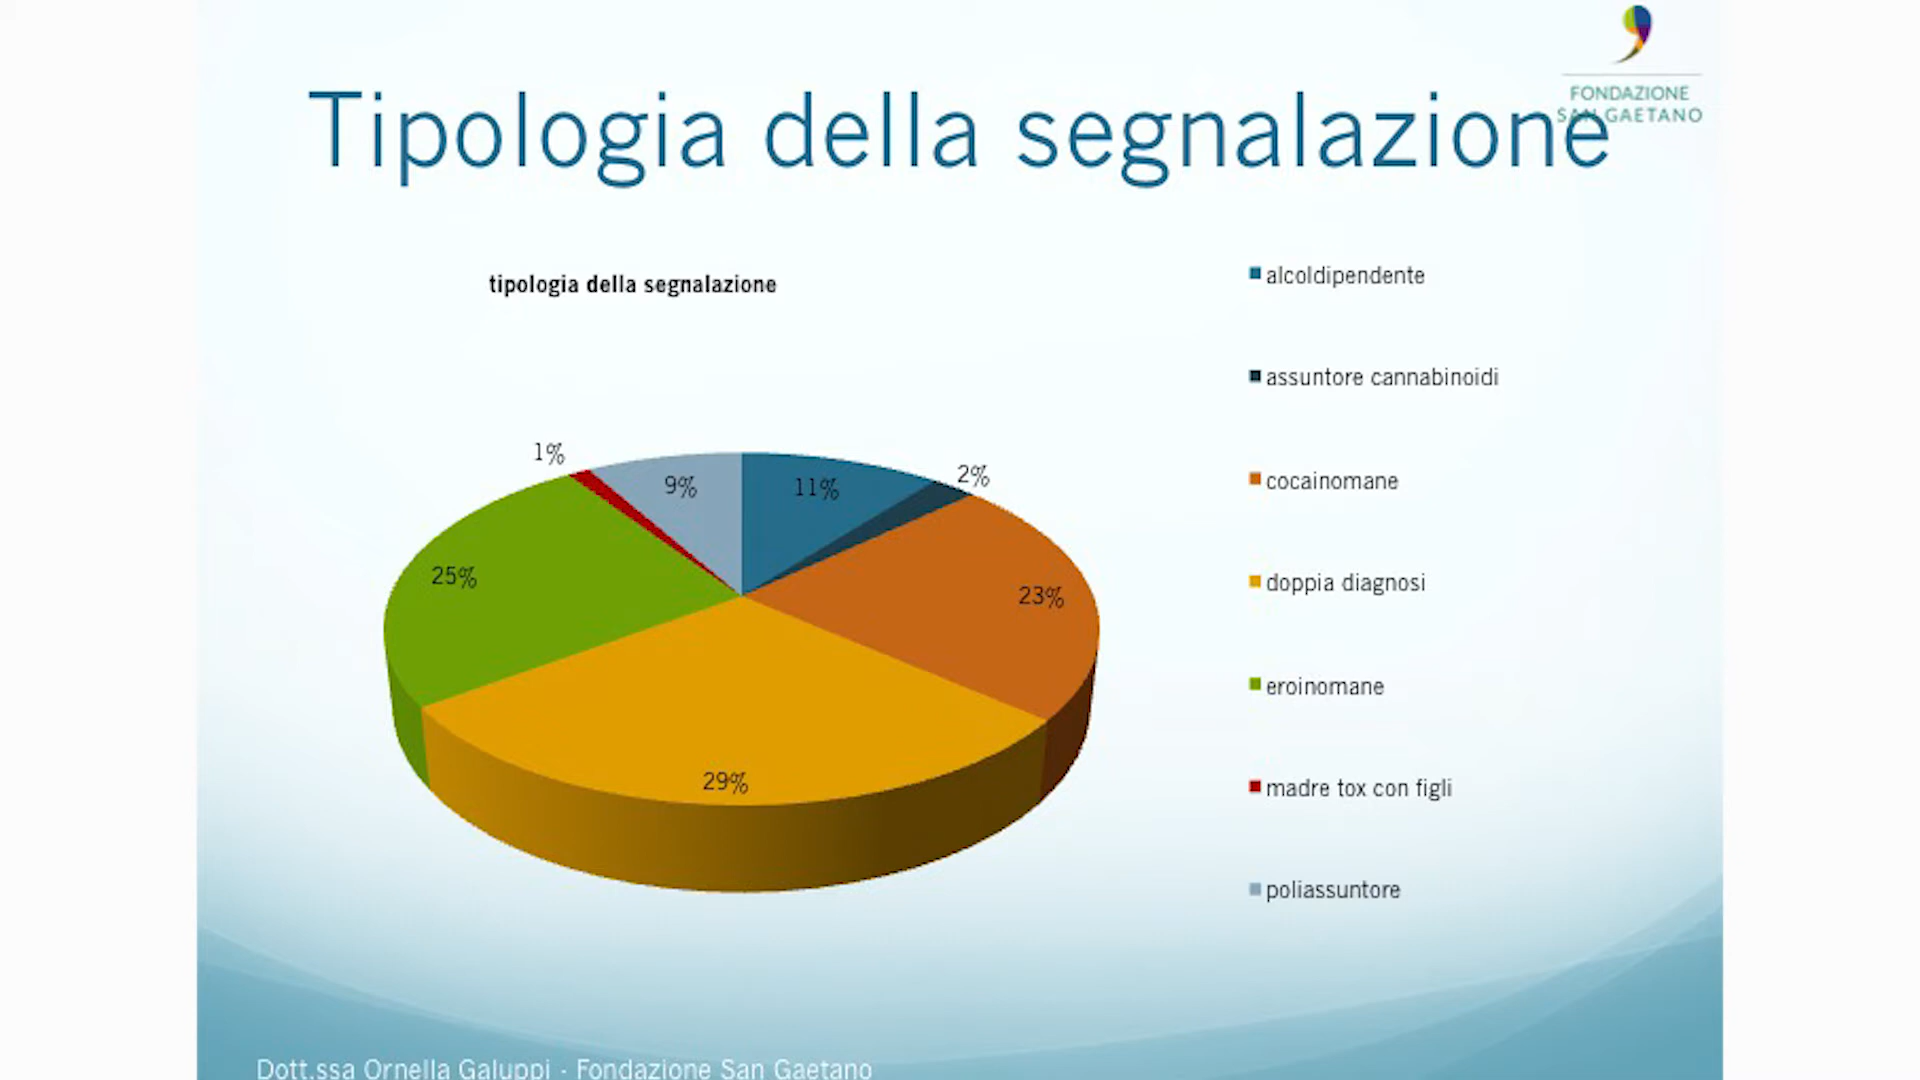 FONDAZIONE
SAN GAETANO
Tipologia della segnalazione
tipologia della segnalazione
1%
9%
11%
2%
25%
23%
29%
alcoldipendente
assuntore cannabinoidi
cocainomane
doppia diagnosi
eroinomane
madre tox con figli
poliassuntore
Dott.ssa Ornella Galuppi - Fondazione San Gaetano